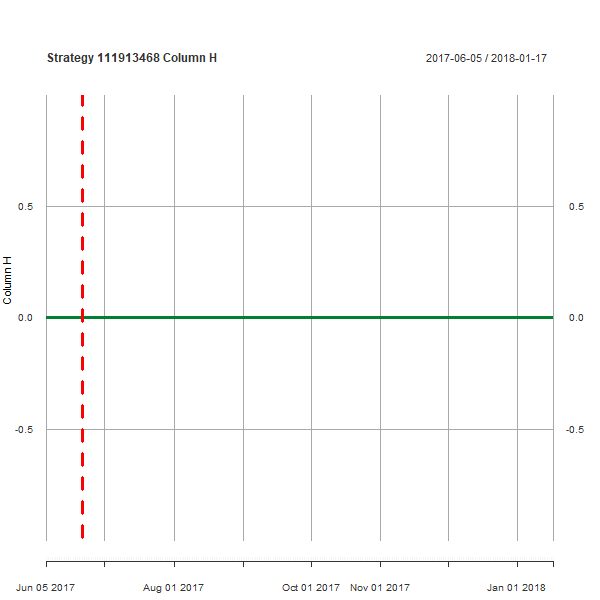 Strategy 111913468 Column H
2017-06-05 / 2018-01-17
0.5
0.5
Column H
0.0
0.0
-0.5
-0.5
Jun 05 2017
Aug 01 2017
Oct 01 2017
Nov 01 2017
Jan 01 2018